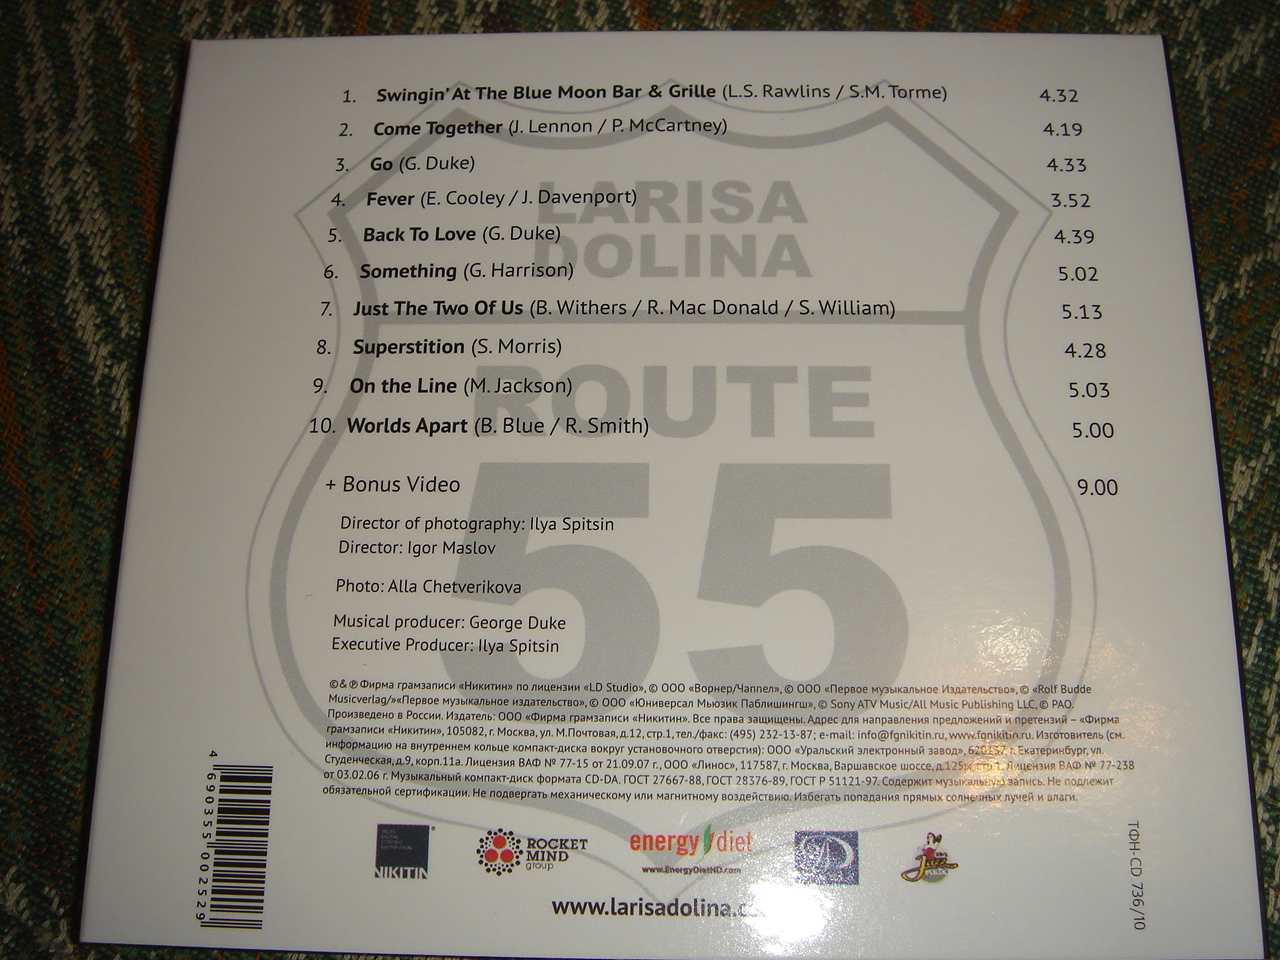 1. Swingin' At The Blue Moon Bar & Grille (L.S. Rawlins / S.M. Torme) 4.32
2. Come Together (J. Lennon / P. McCartney) 4.19
3. Go (G. Duke) 4.33
4. Fever (E. Cooley / J. Davenport) 3.52
5. Back To Love (G. Duke) 4.39
6. Something (G. Harrison) 5.02
7. Just The Two Of Us (B. Withers / R. Mac Donald / S. William) 5.13
8. Superstition (S. Morris) 4.28
9. On the Line (M. Jackson) 5.03
10. Worlds Apart (B. Blue / R. Smith) 5.00
+ Bonus Video 9.00
LARISA
DOLINA
ROUTE
55
Director of photography: Ilya Spitsin
Director: Igor Maslov
Photo: Alla Chetverikova
Musical producer: George Duke
Executive Producer: Ilya Spitsin
©&℗ Фирма грамзаписи «Никитин» по лицензии «LD Studio», © ООО «Ворнер/Чаппел», © ООО «Первое музыкальное Издательство», © «Rolf Budde
Musicverlag/»«Первое музыкальное издательство», © ООО «Юниверсал Мьюзик Паблишингш», © Sony ATV Music/All Music Publishing LLC, © РАО.
Произведено в России. Издатель: ООО «Фирма грамзаписи «Никитин». Все права защищены. Адрес для направления предложений и претензий – «Фирма
грамзаписи «Никитин», 105082, г. Москва, ул. М.Почтовая, д.12, стр.1, тел./факс: (495) 232-13-87; e-mail: info@fgnikitin.ru, www.fgnikitin.ru. Изготовитель (см.
информацию на внутреннем кольце компакт-диска вокруг установочного отверстия): ООО «Уральский электронный завод», 620137, г. Екатеринбург, ул.
Студенческая, д.9, корп.11а. Лицензия ВАФ № 77-15 от 21.09.07 г., ООО «Линос», 117587, г. Москва, Варшавское шоссе, д.125ж, стр.1. Лицензия ВАФ № 77-238
от 03.02.06 г. Музыкальный компакт-диск формата CD-DA. ГОСТ 27667-88, ГОСТ 28376-89, ГОСТ Р 51121-97. Содержит музыкальную запись. Не подлежит
обязательной сертификации. Не подвергать механическому или магнитному воздействию. Избегать попадания прямых солнечных лучей и влаги.
4 690355 002529
NIKITIN
ROCKET
MIND
group
energy diet
www.EnergyDietHD.com
Jazz
www.larisadolina.c
ТФН-CD 736/10